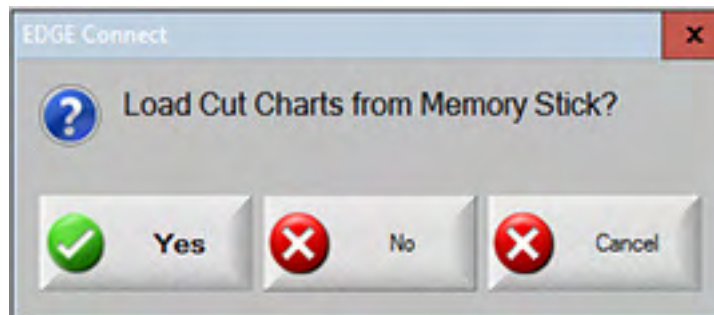 EDGE Connect
Load Cut Charts from Memory Stick?
Yes
No
Cancel